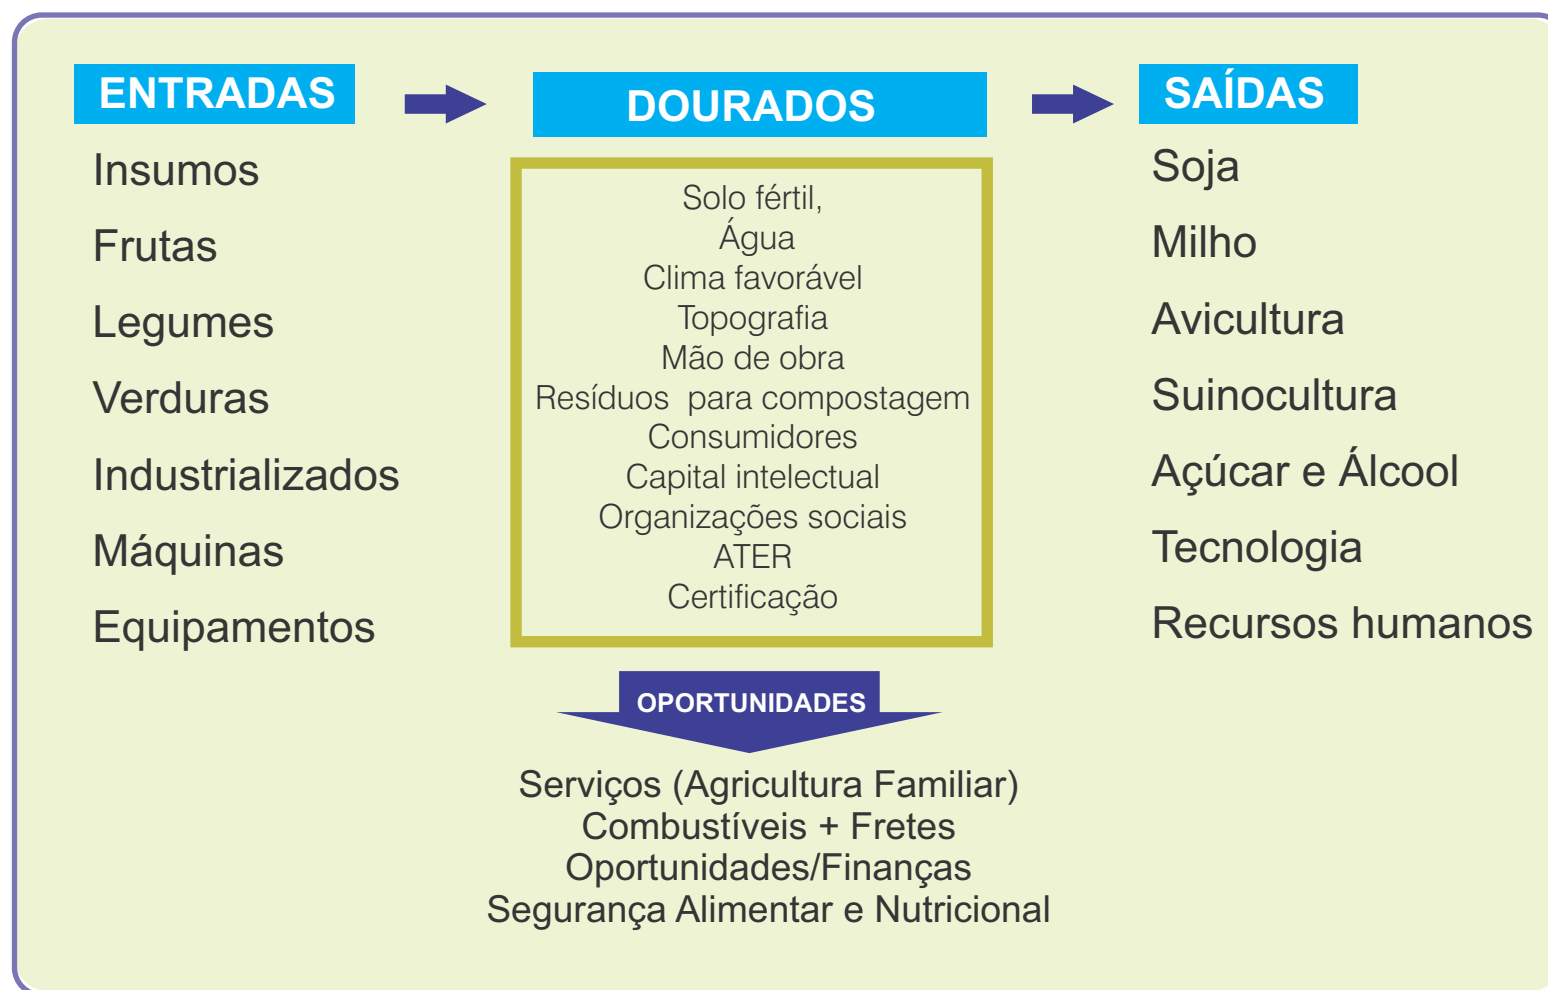 ENTRADAS
Insumos
Frutas
Legumes
Verduras
Industrializados
Máquinas
Equipamentos
DOURADOS
Solo fértil,
Água
Clima favorável
Topografia
Mão de obra
Resíduos  para compostagem
Consumidores
Capital intelectual
Organizações sociais
ATER
Certificação
OPORTUNIDADES
Serviços (Agricultura Familiar)
Combustíveis + Fretes
Oportunidades/Finanças
Segurança Alimentar e Nutricional
SAÍDAS
Soja
Milho
Avicultura
Suinocultura
Açúcar e Álcool
Tecnologia
Recursos humanos